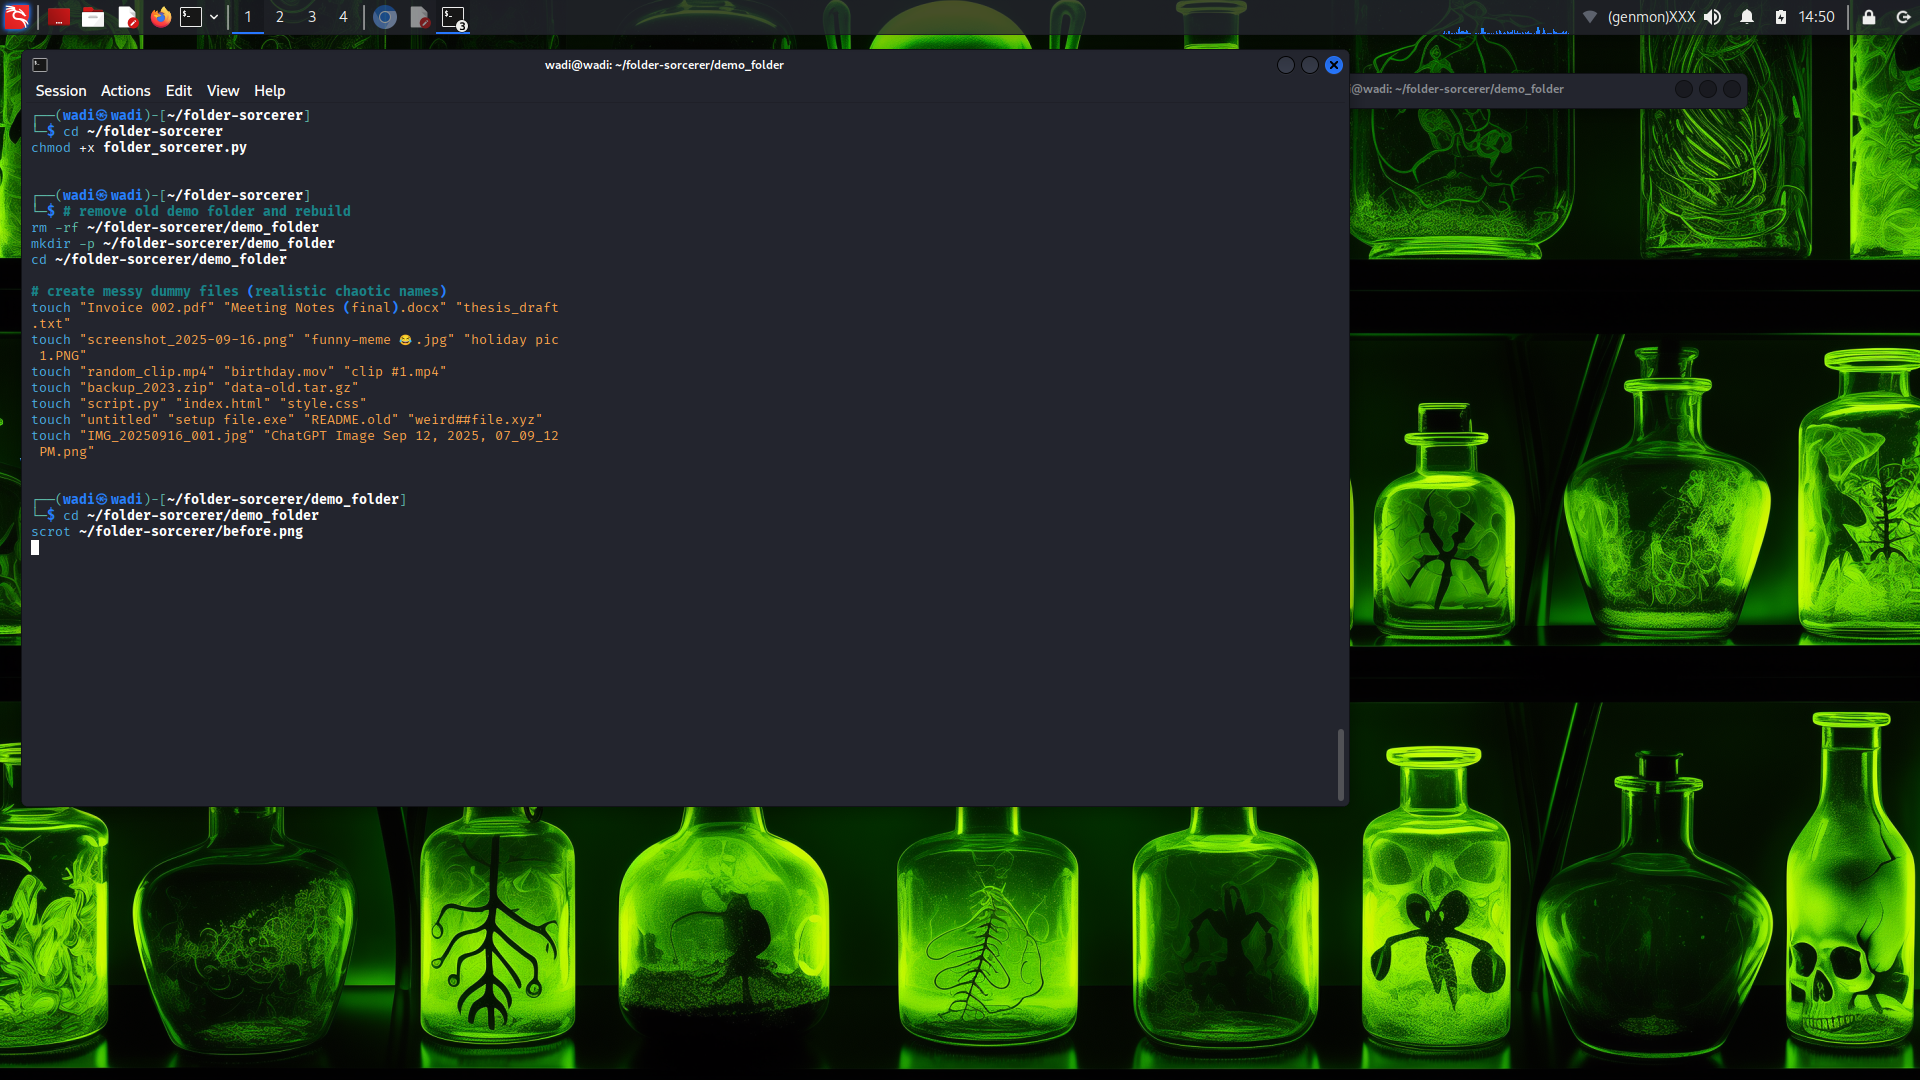 1 2 3 4
3
(genmon)XXX
14:50
wadi@wadi: ~/folder-sorcerer/demo_folder
@wadi: ~/folder-sorcerer/demo_folder
Session Actions Edit View Help
┌──(wadi㉿wadi)-[~/folder-sorcerer]
└─$ cd ~/folder-sorcerer
chmod +x folder_sorcerer.py
┌──(wadi㉿wadi)-[~/folder-sorcerer]
└─$ # remove old demo folder and rebuild
rm -rf ~/folder-sorcerer/demo_folder
mkdir -p ~/folder-sorcerer/demo_folder
cd ~/folder-sorcerer/demo_folder
# create messy dummy files (realistic chaotic names)
touch "Invoice 002.pdf" "Meeting Notes (final).docx" "thesis_draft
.txt"
touch "screenshot_2025-09-16.png" "funny-meme 😂.jpg" "holiday pic
1.PNG"
touch "random_clip.mp4" "birthday.mov" "clip #1.mp4"
touch "backup_2023.zip" "data-old.tar.gz"
touch "script.py" "index.html" "style.css"
touch "untitled" "setup file.exe" "README.old" "weird##file.xyz"
touch "IMG_20250916_001.jpg" "ChatGPT Image Sep 12, 2025, 07_09_12
PM.png"
┌──(wadi㉿wadi)-[~/folder-sorcerer/demo_folder]
└─$ cd ~/folder-sorcerer/demo_folder
scrot ~/folder-sorcerer/before.png